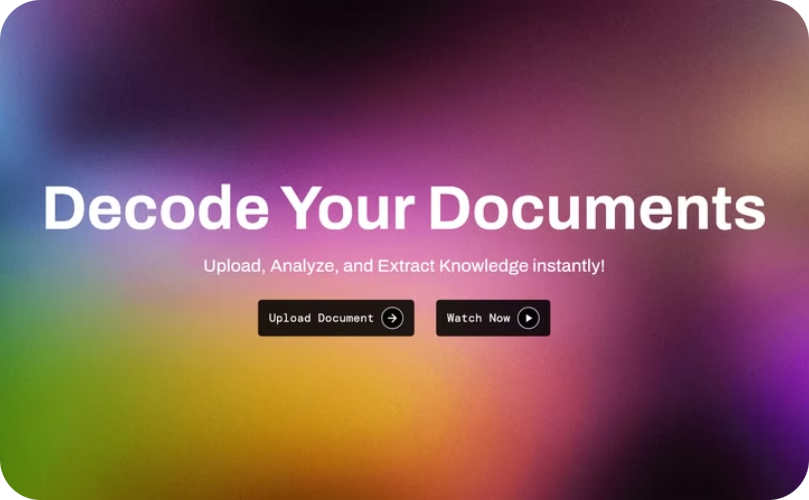 Decode Your Documents
Upload, Analyze, and Extract Knowledge instantly!
Upload Document
Watch Now